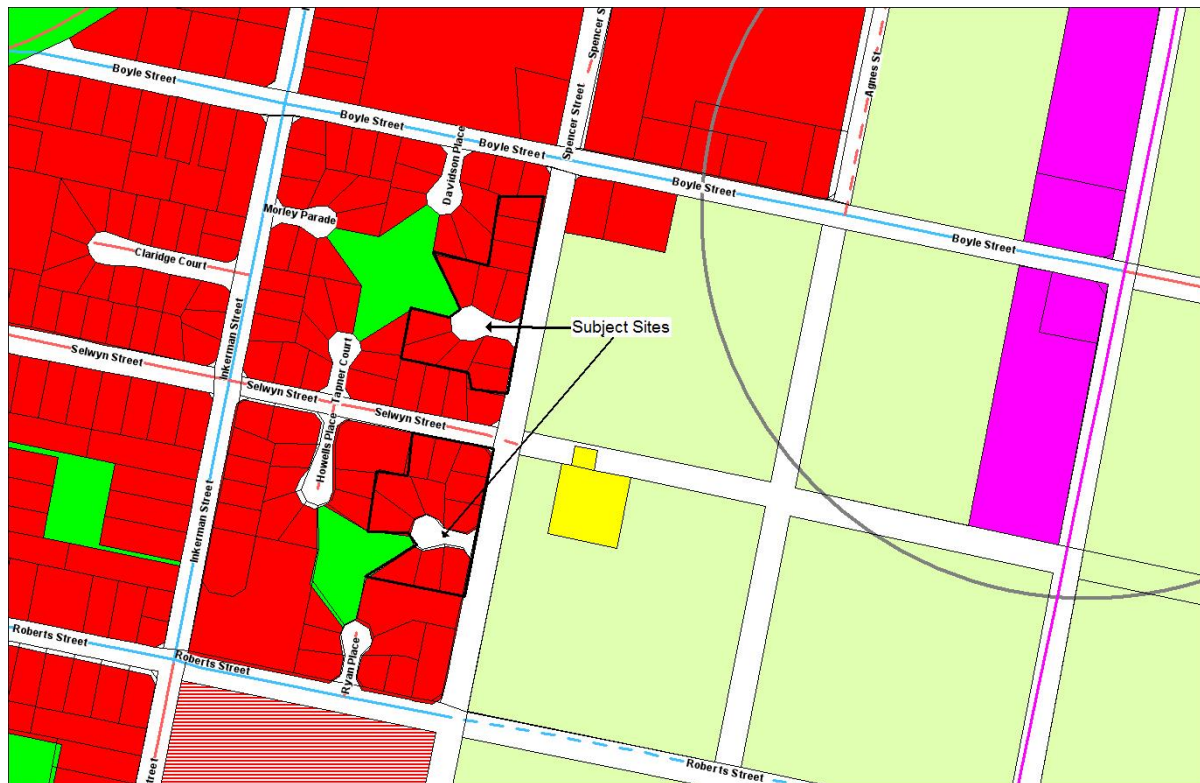 Spencer S
Boyle Street
Boyle Street
Davidson Place
Boyle Street
Spencer Street
Agnes St
Boyle Street
Boyle Street
Morley Parade
Claridge Court
Inkerman Street
Subject Sites
Selwyn Street
Selwyn Street
Tapner Court
Selwyn Street
Howells Place
Inkerman Street
Roberts Street
Roberts Street
Ryan Place
Roberts Street
Street